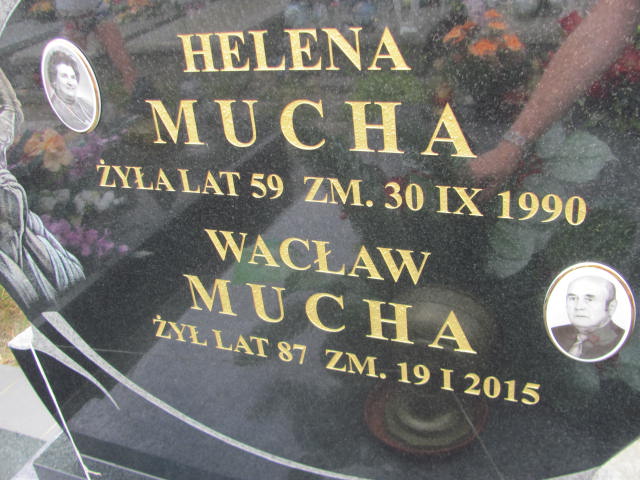 HELENA
MUCHA
ŻYŁA LAT 59 ZM. 30 IX 1990
WACŁAW
MUCHA
ŻYŁ LAT 87 ZM. 19 I 2015